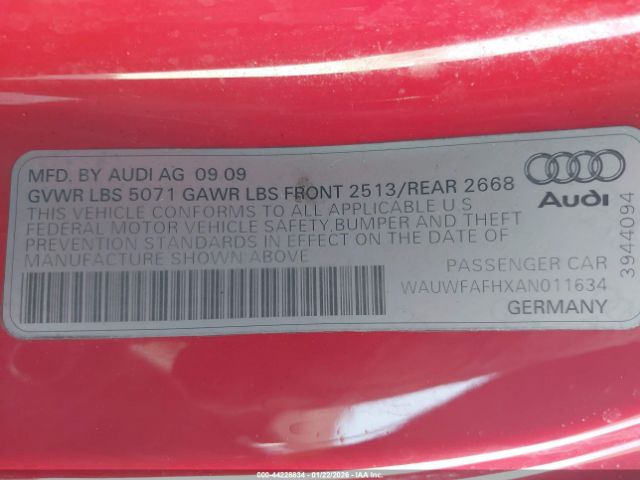 MFD. BY AUDI AG 09 09
GVWR LBS 5071 GAWR LBS FRONT 2513/REAR 2668
THIS VEHICLE CONFORMS TO ALL APPLICABLE U S
FEDERAL MOTOR VEHICLE SAFETY,BUMPER AND THEFT
PREVENTION STANDARDS IN EFFECT ON THE DATE OF
MANUFACTURE SHOWN ABOVE
Audi
3944094
PASSENGER CAR
WAUWFAFHXAN011634
GERMANY
000-44228834 - 01/22/2026 - IAAI.COM